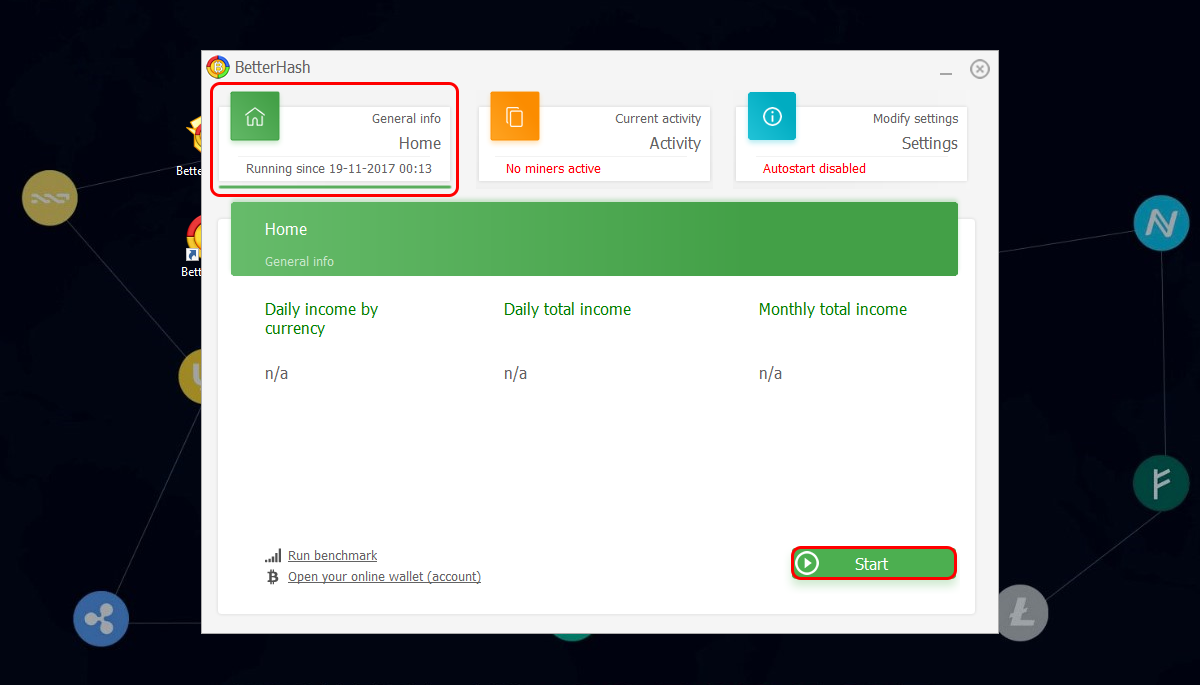 BetterHash
General info
Home
Running since 19-11-2017 00:13
Current activity
Activity
No miners active
Modify settings
Settings
Autostart disabled
Home
General info
Daily income by
currency
n/a
Daily total income
n/a
Monthly total income
n/a
Run benchmark
Open your online wallet (account)
Start
Bette
Bett